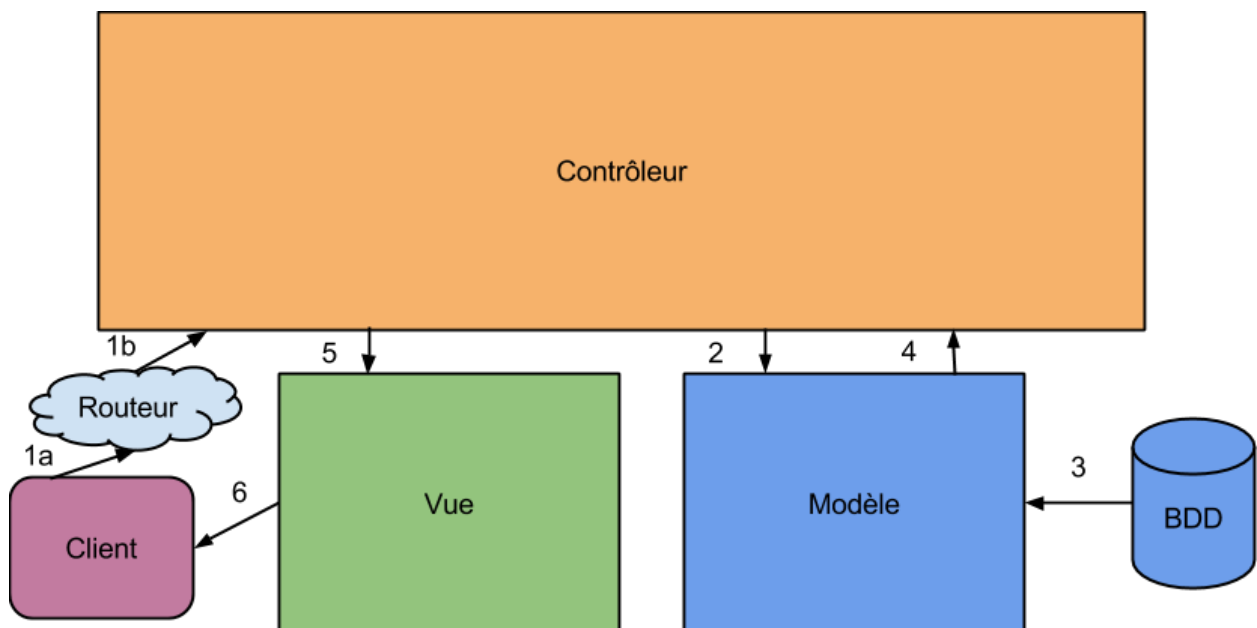 Contrôleur
1b
5
2
4
Routeur
1a
6
Vue
Modèle
3
BDD
Client